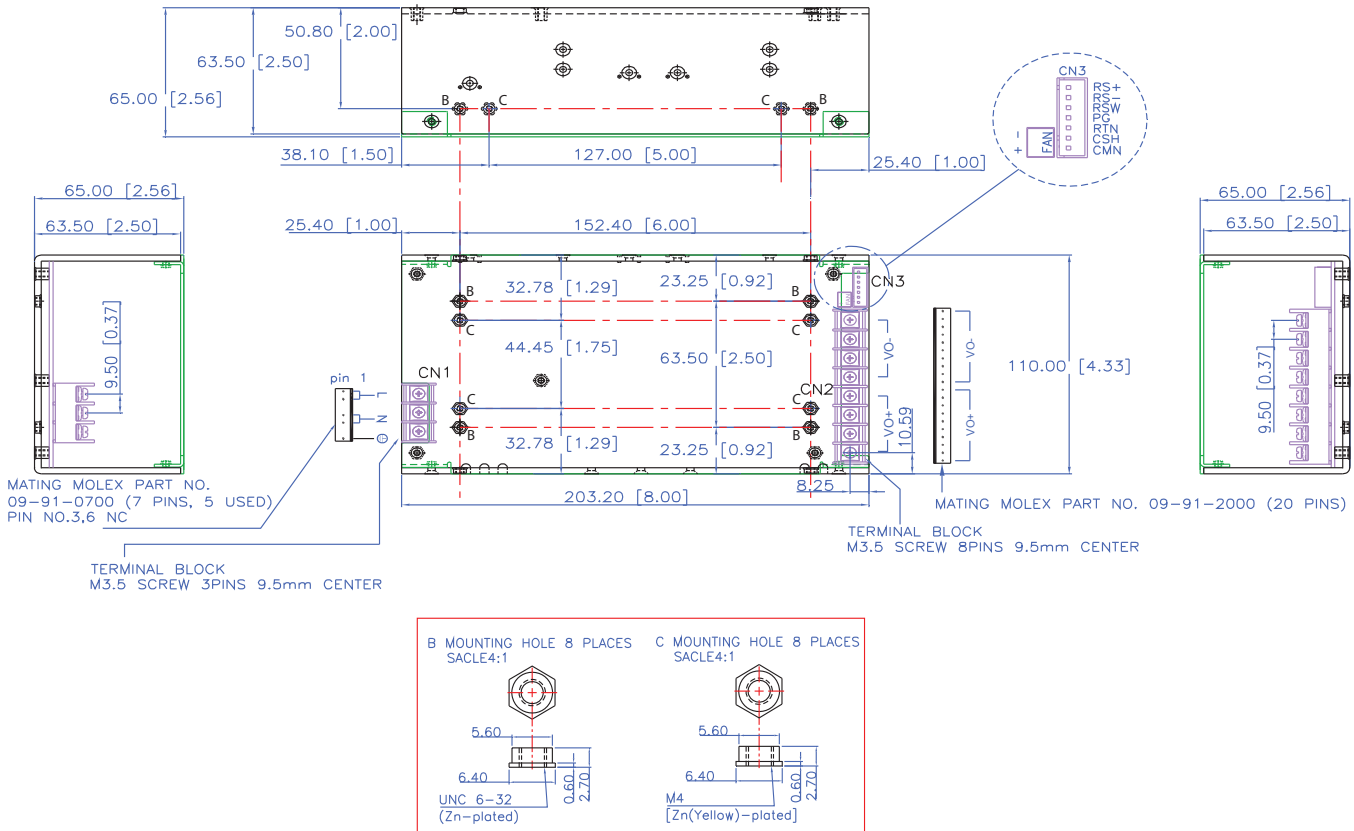 50.80 [2.00]
63.50 [2.50]
65.00 [2.56]
B
C
C
B
38.10 [1.50]
127.00 [5.00]
25.40 [1.00]
CN3
RS+
RS-
RSW
PG
RTN
CSH
CMN
- FAN +
65.00 [2.56]
63.50 [2.50]
9.50 [0.37]
25.40 [1.00]
152.40 [6.00]
65.00 [2.56]
63.50 [2.50]
9.50 [0.37]
32.78 [1.29]
23.25 [0.92]
CN3
FAN
B
B
C
C
44.45 [1.75]
63.50 [2.50]
110.00 [4.33]
VO-
VO-
CN1
CN2
pin 1
L
N
C
C
B
B
VO+
VO+
10.59
32.78 [1.29]
23.25 [0.92]
8.25
203.20 [8.00]
MATING MOLEX PART NO.
09-91-0700 (7 PINS, 5 USED)
PIN NO.3,6 NC
MATING MOLEX PART NO. 09-91-2000 (20 PINS)
TERMINAL BLOCK
M3.5 SCREW 8PINS 9.5mm CENTER
TERMINAL BLOCK
M3.5 SCREW 3PINS 9.5mm CENTER
B MOUNTING HOLE 8 PLACES
SACLE4:1
5.60
6.40
0.60
2.70
UNC 6-32
(Zn-plated)
C MOUNTING HOLE 8 PLACES
SACLE4:1
5.60
6.40
0.60
2.70
M4
[Zn(Yellow)-plated]